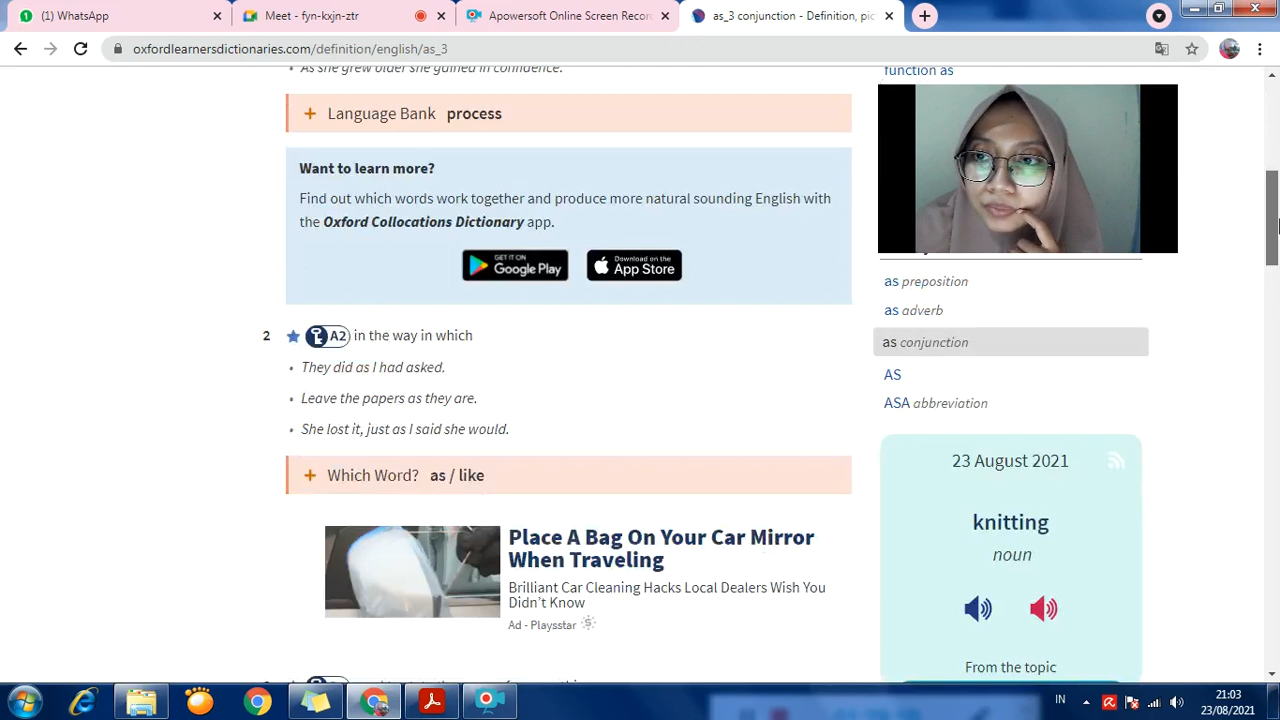 (1) WhatsApp
Meet - fyn-kxjn-ztr
Apowersoft Online Screen Recor
as_3 conjunction - Definition, pic
oxfordlearnersdictionaries.com/definition/english/as_3
As she grew older she gained in confidence.
function as
+ Language Bank process
Want to learn more?
Find out which words work together and produce more natural sounding English with
the Oxford Collocations Dictionary app.
GET IT ON
Google Play
Download on the
App Store
as preposition
as adverb
as conjunction
AS
ASA abbreviation
2 A2 in the way in which
• They did as I had asked.
• Leave the papers as they are.
• She lost it, just as I said she would.
+ Which Word? as / like
Place A Bag On Your Car Mirror
When Traveling
Brilliant Car Cleaning Hacks Local Dealers Wish You
Didn't Know
Ad - Playsstar
23 August 2021
knitting
noun
From the topic
IN
21:03
23/08/2021